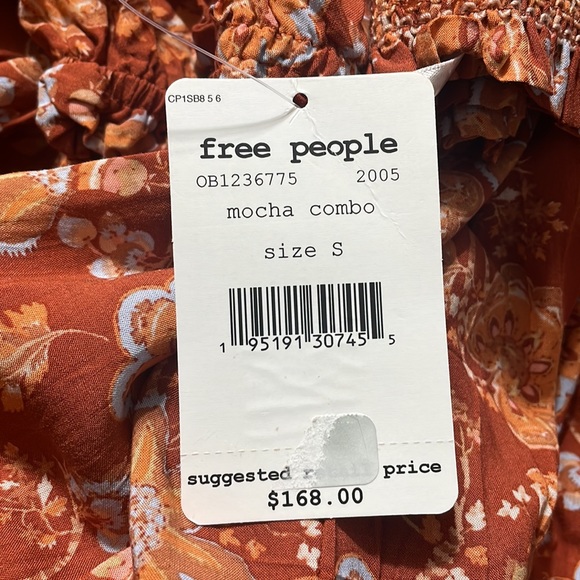 CP1SB8 5 6
free people
OB1236775 2005
mocha combo
size S
1 95191 30745 5
suggested price
$168.00